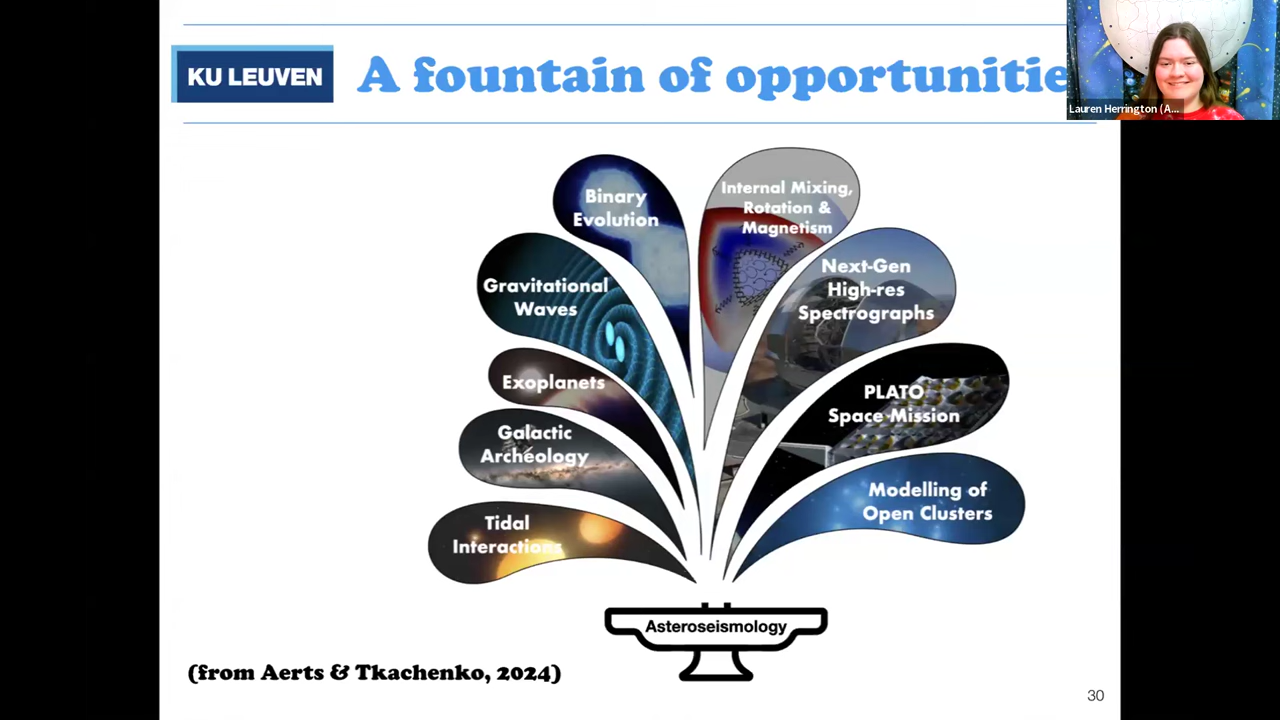 KU LEUVEN
A fountain of opportunitie
Lauren Herrington (A...
Binary
Evolution
Internal Mixing,
Rotation &
Magnetism
Gravitational
Waves
Next-Gen
High-res
Spectrographs
Exoplanets
PLATO
Space Mission
Galactic
Archeology
Modelling of
Open Clusters
Tidal
Interactions
Asteroseismology
(from Aerts & Tkachenko, 2024)
30